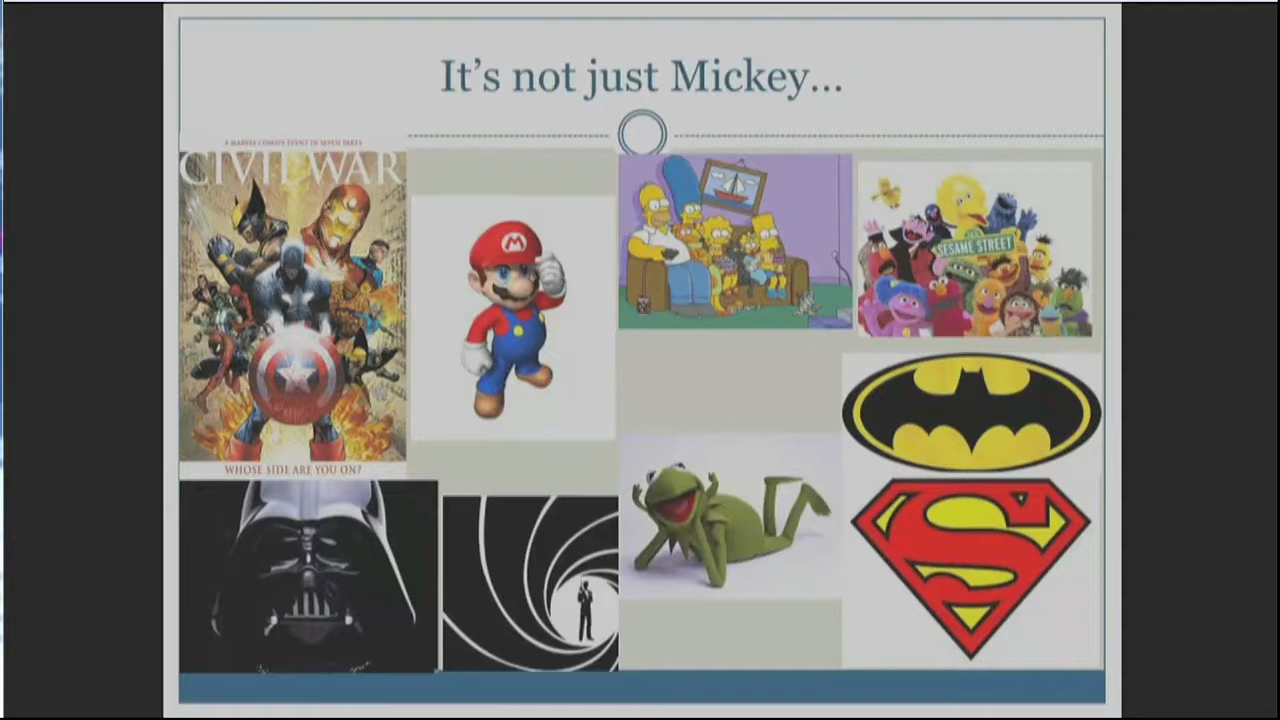 It's not just Mickey...
A MARVEL COMICS EVENT IN SEVEN PARTS
CIVIL WAR
WHOSE SIDE ARE YOU ON?
M
SESAME STREET
S